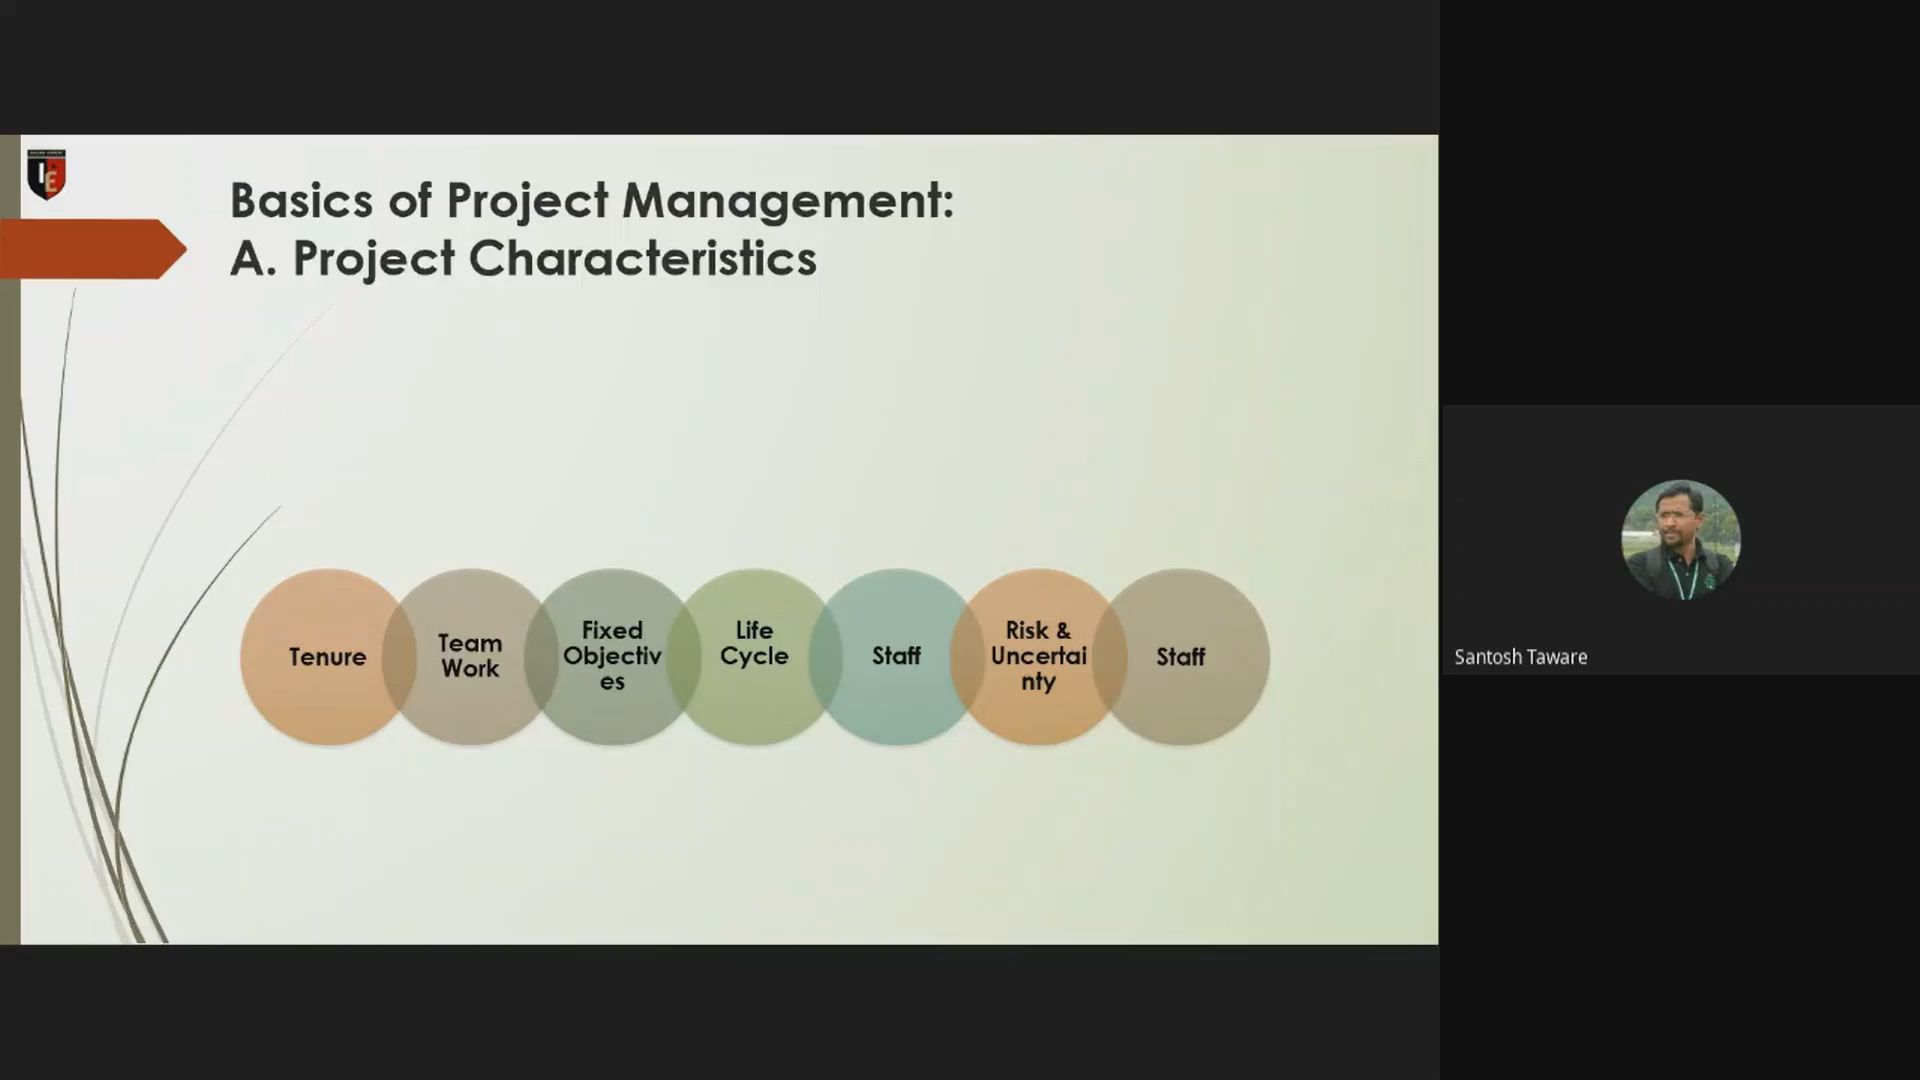 IE
Basics of Project Management:
A. Project Characteristics
Tenure
Team
Work
Fixed
Objectiv
es
Life
Cycle
Staff
Risk &
Uncertai
nty
Staff
Santosh Taware